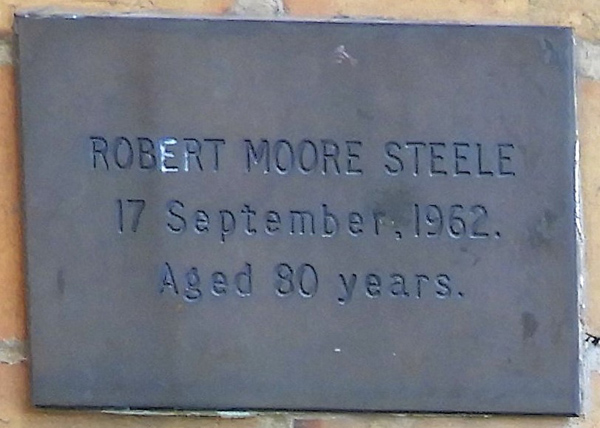 ROBERT MOORE STEELE
17 September, 1962.
Aged 80 years.